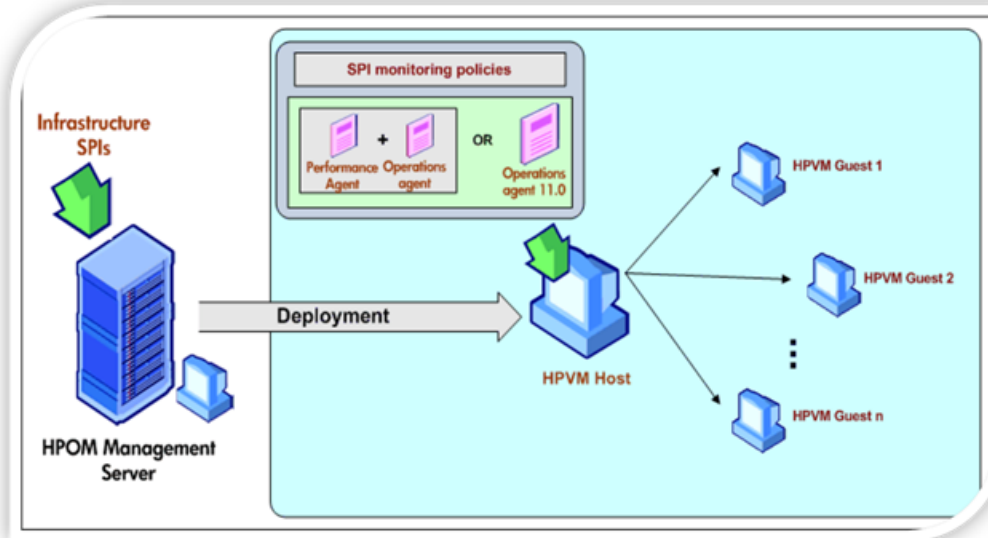 SPI monitoring policies
Infrastructure
SPIs
+
OR
Performance
Agent
Operations
agent
Operations
agent 11.0
HPVM Guest 1
HPVM Guest 2
Deployment
HPVM Host
HPVM Guest n
HPOM Management
Server